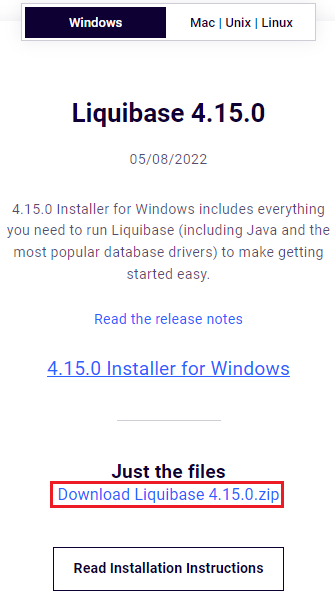 Windows
Mac | Unix | Linux
Liquibase 4.15.0
05/08/2022
4.15.0 Installer for Windows includes everything
you need to run Liquibase (including Java and the
most popular database drivers) to make getting
started easy.
Read the release notes
4.15.0 Installer for Windows
Just the files
Download Liquibase 4.15.0.zip
Read Installation Instructions